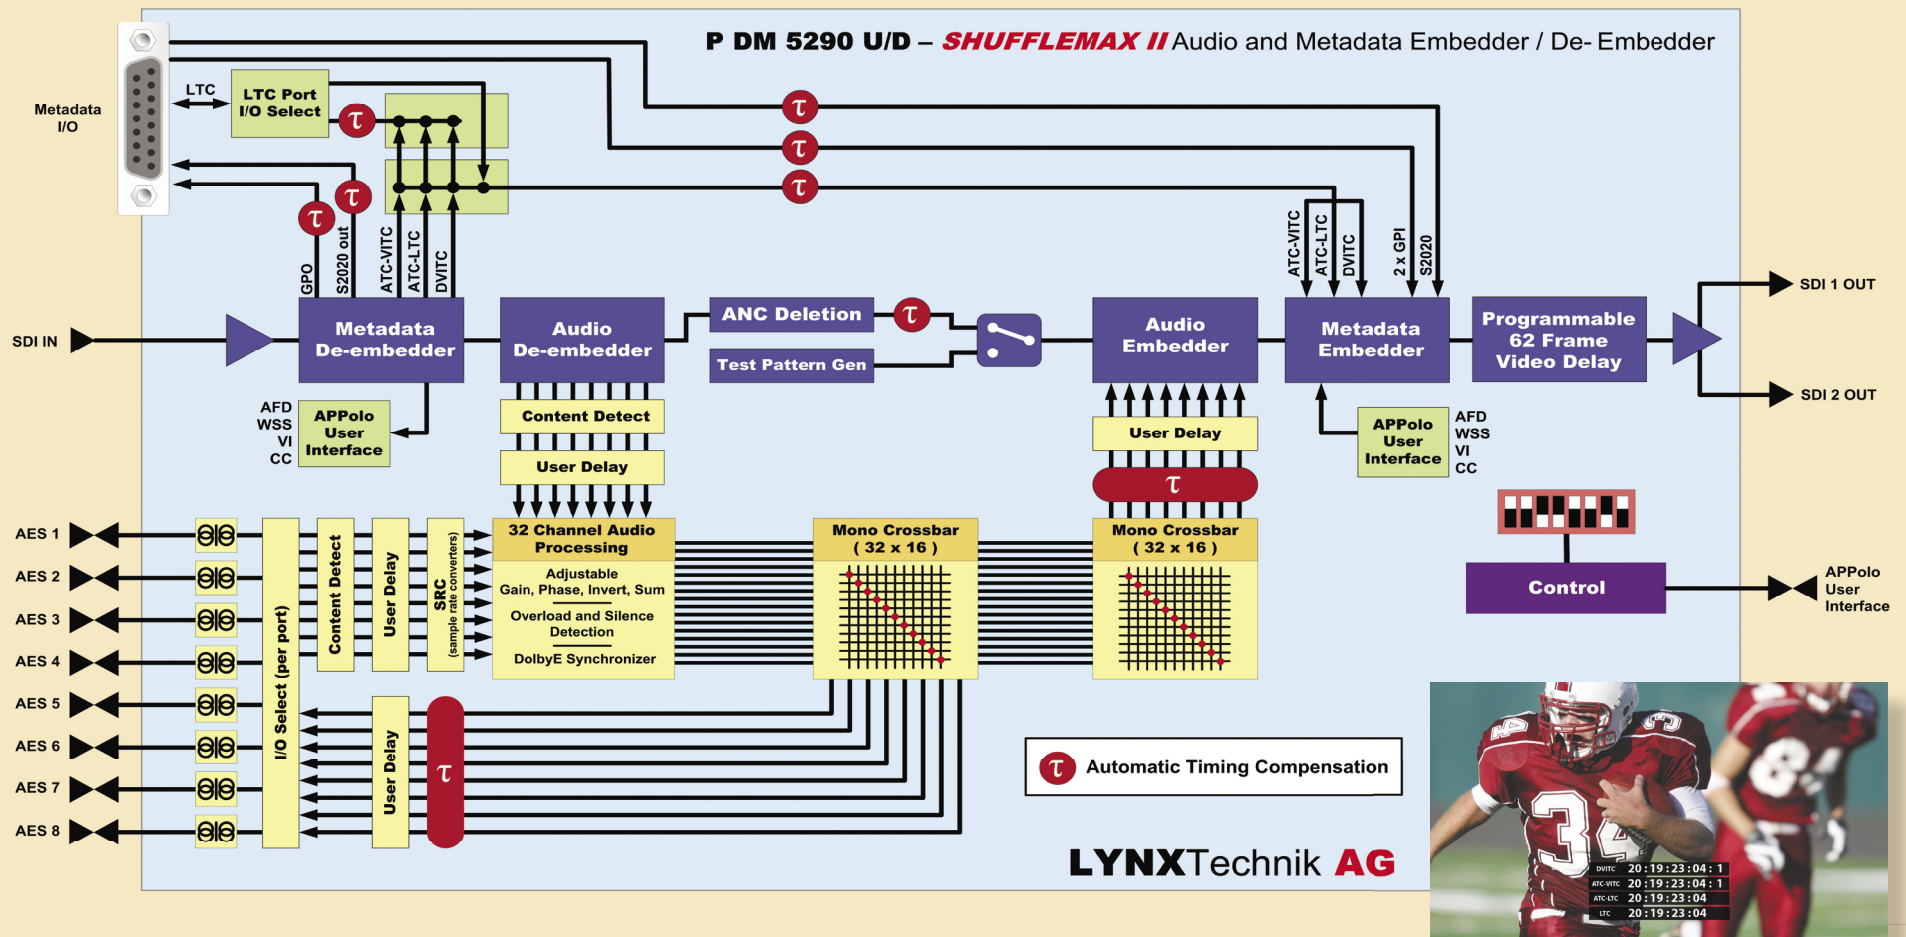 P DM 5290 U/D – SHUFFLEMAX II Audio and Metadata Embedder / De- Embedder
Metadata
I/O
LTC
LTC Port
I/O Select
τ
τ
τ
τ
τ
τ
GPO
S2020 out
ATC-VITC
ATC-LTC
DVITC
ATC-VITC
ATC-LTC
DVITC
2 x GPI
S2020
SDI IN
Metadata
De-embedder
Audio
De-embedder
ANC Deletion
τ
Test Pattern Gen
Audio
Embedder
Metadata
Embedder
Programmable
62 Frame
Video Delay
SDI 1 OUT
SDI 2 OUT
AFD
WSS
VI
CC
APPolo
User
Interface
Content Detect
User Delay
User Delay
τ
APPolo
User
Interface
AFD
WSS
VI
CC
AES 1
AES 2
AES 3
AES 4
AES 5
AES 6
AES 7
AES 8
I/O Select (per port)
Content Detect
User Delay
SRC
(sample rate converters)
32 Channel Audio
Processing
Adjustable
Gain, Phase, Invert, Sum
Overload and Silence
Detection
DolbyE Synchronizer
Mono Crossbar
( 32 x 16 )
Mono Crossbar
( 32 x 16 )
Control
APPolo
User
Interface
User Delay
τ
τ Automatic Timing Compensation
LYNXTechnik AG
34
3
84
34
DVITC 20:19:23:04: 1
ATC-VITC 20:19:23:04: 1
ATC-LTC 20:19:23:04
LTC 20:19:23:04